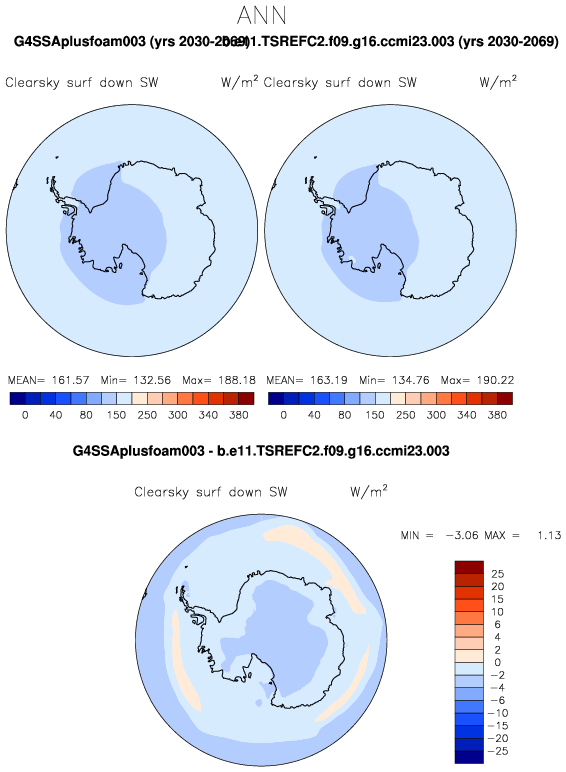 ANN
G4SSAplusfoam003 (yrs 2030-2069) b.e11.TSREFC2.f09.g16.ccmi23.003 (yrs 2030-2069)
Clearsky surf down SW W/m² Clearsky surf down SW W/m²
MEAN= 161.57 Min= 132.56 Max= 188.18 MEAN= 163.19 Min= 134.76 Max= 190.22
0 40 80 150 250 300 340 380 0 40 80 150 250 300 340 380
G4SSAplusfoam003 - b.e11.TSREFC2.f09.g16.ccmi23.003
Clearsky surf down SW W/m²
MIN = -3.06 MAX = 1.13
25
20
15
10
6
4
2
0
-2
-4
-6
-10
-15
-20
-25